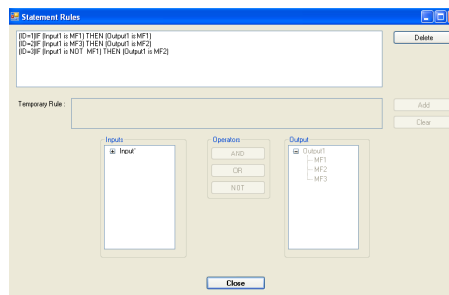 Statement Rules
(ID=1)IF (Input1 is MF1) THEN (Output1 is MF1)
(ID=2)IF (Input1 is MF3) THEN (Output1 is MF2)
(ID=3)IF (Input1 is NOT MF1) THEN (Output1 is MF2)
Delete
Temporary Rule :
Add
Clear
Inputs
Operators
Output
Input1
AND
OR
NOT
Output1
MF1
MF2
MF3
Close